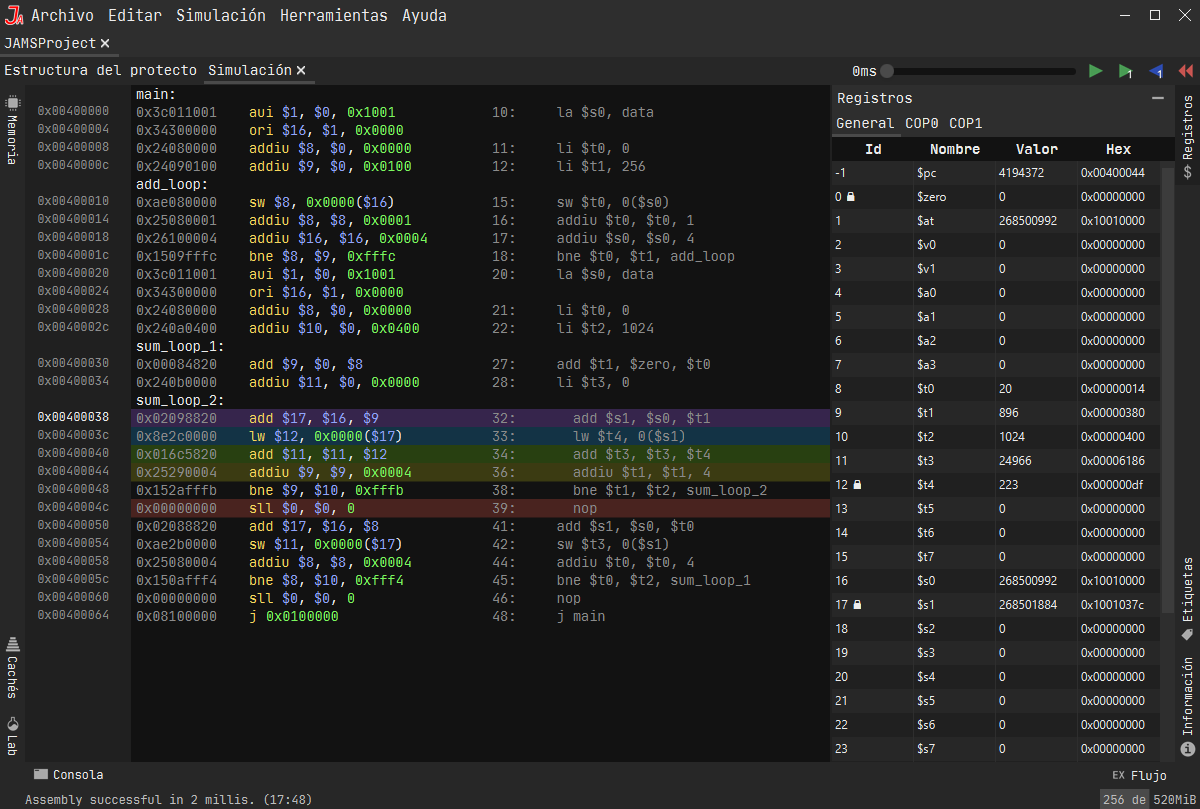 JA Archivo Editar Simulación Herramientas Ayuda
JAMSProject
Estructura del protecto Simulación 0ms 1 1
Memoria
main:
0x00400000 0x3c011001 aui $1, $0, 0x1001 10: la $s0, data
0x00400004 0x34300000 ori $16, $1, 0x0000
0x00400008 0x24080000 addiu $8, $0, 0x0000 11: li $t0, 0
0x0040000c 0x24090100 addiu $9, $0, 0x0100 12: li $t1, 256
add_loop:
0x00400010 0xae080000 sw $8, 0x0000($16) 15: sw $t0, 0($s0)
0x00400014 0x25080001 addiu $8, $8, 0x0001 16: addiu $t0, $t0, 1
0x00400018 0x26100004 addiu $16, $16, 0x0004 17: addiu $s0, $s0, 4
0x0040001c 0x1509fffc bne $8, $9, 0xfffc 18: bne $t0, $t1, add_loop
0x00400020 0x3c011001 aui $1, $0, 0x1001 20: la $s0, data
0x00400024 0x34300000 ori $16, $1, 0x0000
0x00400028 0x24080000 addiu $8, $0, 0x0000 21: li $t0, 0
0x0040002c 0x240a0400 addiu $10, $0, 0x0400 22: li $t2, 1024
sum_loop_1:
0x00400030 0x00084820 add $9, $0, $8 27: add $t1, $zero, $t0
0x00400034 0x240b0000 addiu $11, $0, 0x0000 28: li $t3, 0
sum_loop_2:
0x00400038 0x02098820 add $17, $16, $9 32: add $s1, $s0, $t1
0x0040003c 0x8e2c0000 lw $12, 0x0000($17) 33: lw $t4, 0($s1)
0x00400040 0x016c5820 add $11, $11, $12 34: add $t3, $t3, $t4
0x00400044 0x25290004 addiu $9, $9, 0x0004 36: addiu $t1, $t1, 4
0x00400048 0x152afffb bne $9, $10, 0xfffb 38: bne $t1, $t2, sum_loop_2
0x0040004c 0x00000000 sll $0, $0, 0 39: nop
0x00400050 0x02088820 add $17, $16, $8 41: add $s1, $s0, $t0
0x00400054 0xae2b0000 sw $11, 0x0000($17) 42: sw $t3, 0($s1)
0x00400058 0x25080004 addiu $8, $8, 0x0004 44: addiu $t0, $t0, 4
0x0040005c 0x150afff4 bne $8, $10, 0xfff4 45: bne $t0, $t2, sum_loop_1
0x00400060 0x00000000 sll $0, $0, 0 46: nop
0x00400064 0x08100000 j 0x0100000 48: j main
Registros
General COP0 COP1
Id Nombre Valor Hex
-1 $pc 4194372 0x00400044
0 $zero 0 0x00000000
1 $at 268500992 0x10010000
2 $v0 0 0x00000000
3 $v1 0 0x00000000
4 $a0 0 0x00000000
5 $a1 0 0x00000000
6 $a2 0 0x00000000
7 $a3 0 0x00000000
8 $t0 20 0x00000014
9 $t1 896 0x00000380
10 $t2 1024 0x00000400
11 $t3 24966 0x00006186
12 $t4 223 0x000000df
13 $t5 0 0x00000000
14 $t6 0 0x00000000
15 $t7 0 0x00000000
16 $s0 268500992 0x10010000
17 $s1 268501884 0x1001037c
18 $s2 0 0x00000000
19 $s3 0 0x00000000
20 $s4 0 0x00000000
21 $s5 0 0x00000000
22 $s6 0 0x00000000
23 $s7 0 0x00000000
$ Registros
Etiquetas
Información
Cachés
Lab
Consola EX Flujo
Assembly successful in 2 millis. (17:48) 256 de 520MiB